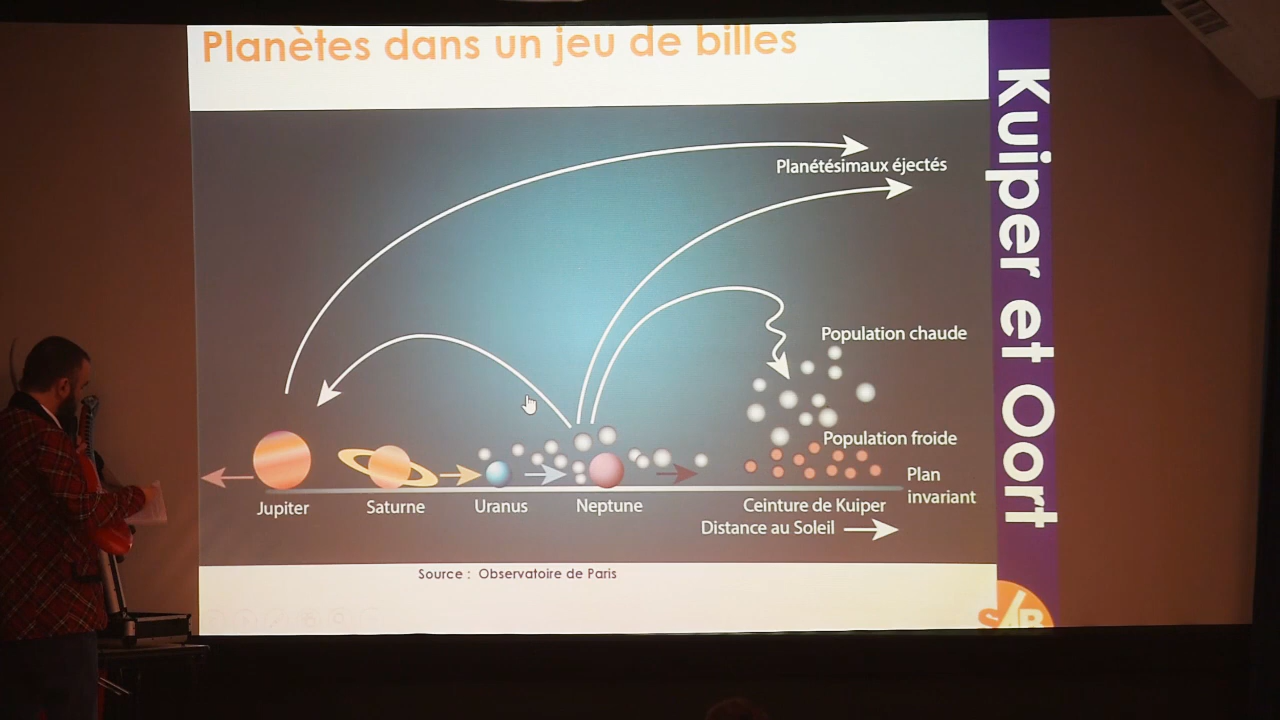 Planètes dans un jeu de billes
Kuiper et Oort
Planétésimaux éjectés
Population chaude
Population froide
Plan
invariant
Jupiter
Saturne
Uranus
Neptune
Ceinture de Kuiper
Distance au Soleil
Source : Observatoire de Paris
SAB